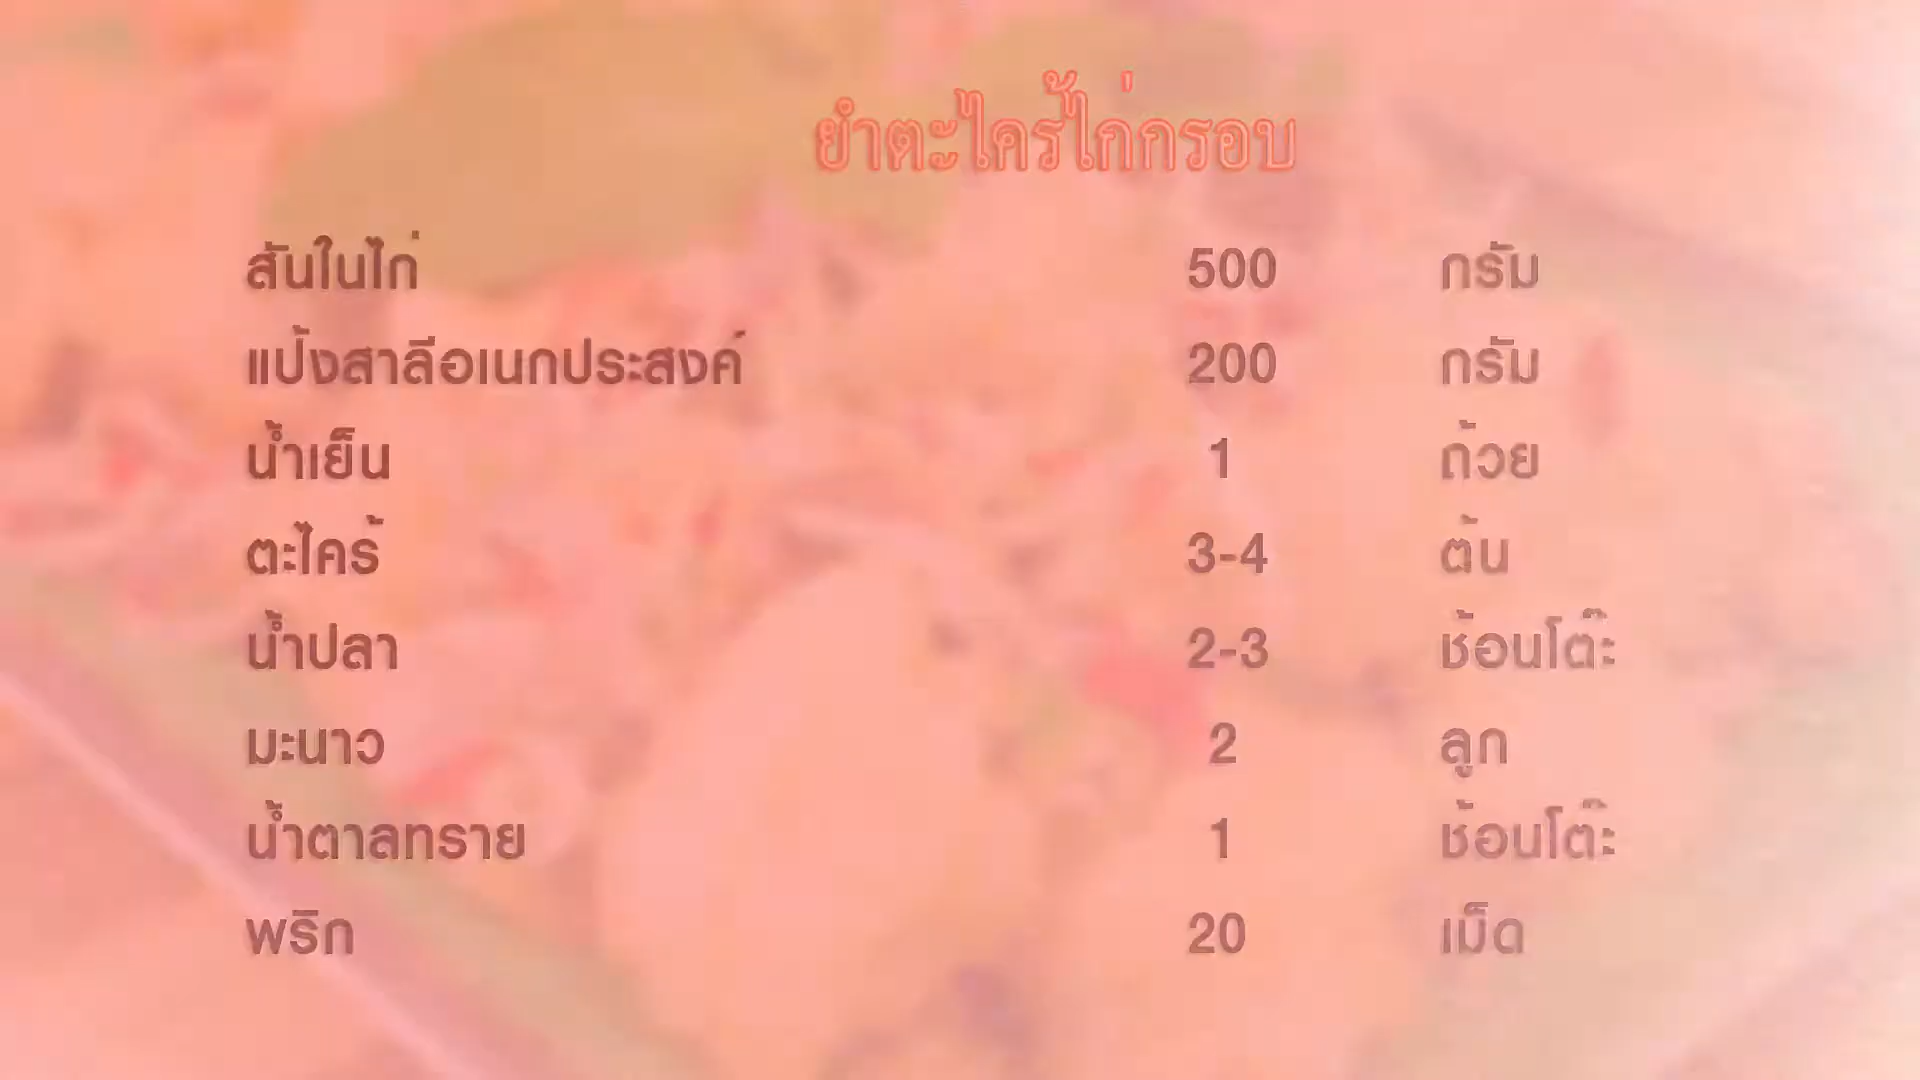 ยำตะไคร้ไก่กรอบ
สันในไก่ 500 กรัม
แป้งสาลีอเนกประสงค์ 200 กรัม
น้ำเย็น 1 ถ้วย
ตะไคร้ 3-4 ต้น
น้ำปลา 2-3 ช้อนโต๊ะ
มะนาว 2 ลูก
น้ำตาลทราย 1 ช้อนโต๊ะ
พริก 20 เม็ด